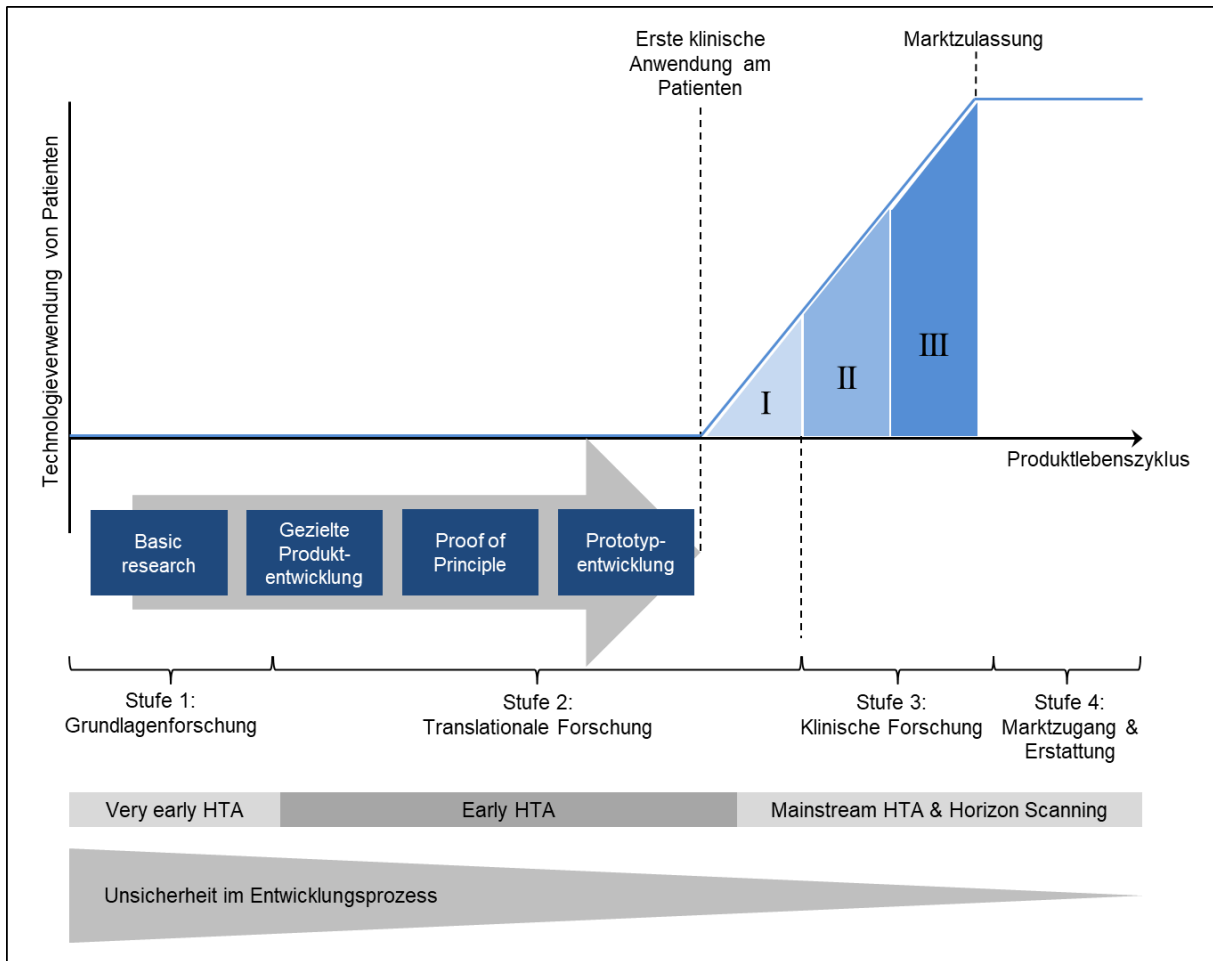 Erste klinische
Anwendung am
Patienten
Marktzulassung
Technologieverwendung von Patienten
I
II
III
Produktlebenszyklus
Basic
research
Gezielte
Produkt-
entwicklung
Proof of
Principle
Prototyp-
entwicklung
Stufe 1:
Grundlagenforschung
Stufe 2:
Translationale Forschung
Stufe 3:
Klinische Forschung
Stufe 4:
Marktzugang &
Erstattung
Very early HTA
Early HTA
Mainstream HTA & Horizon Scanning
Unsicherheit im Entwicklungsprozess